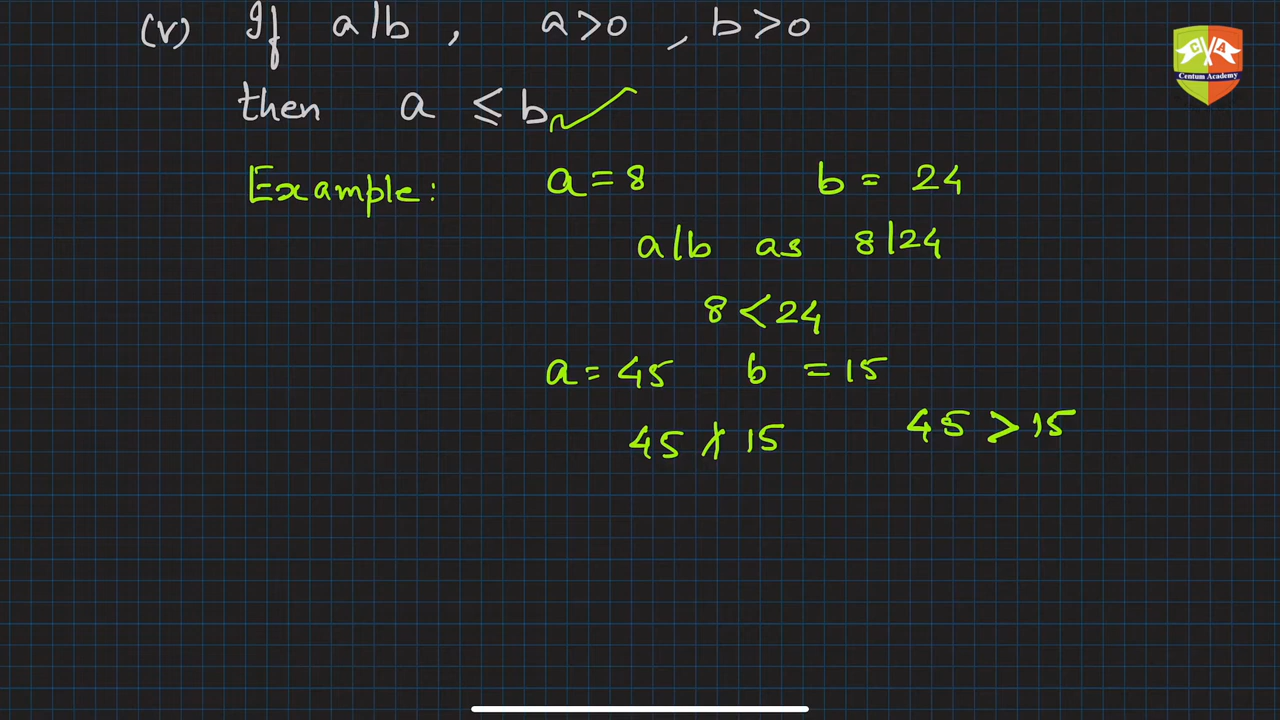 (v) If a|b , a>0 , b>0
then a ≤ b
Example: a = 8 b = 24
a|b as 8|24
8 < 24
a = 45 b = 15
45 ∤ 15 45 > 15
C A
Centum Academy